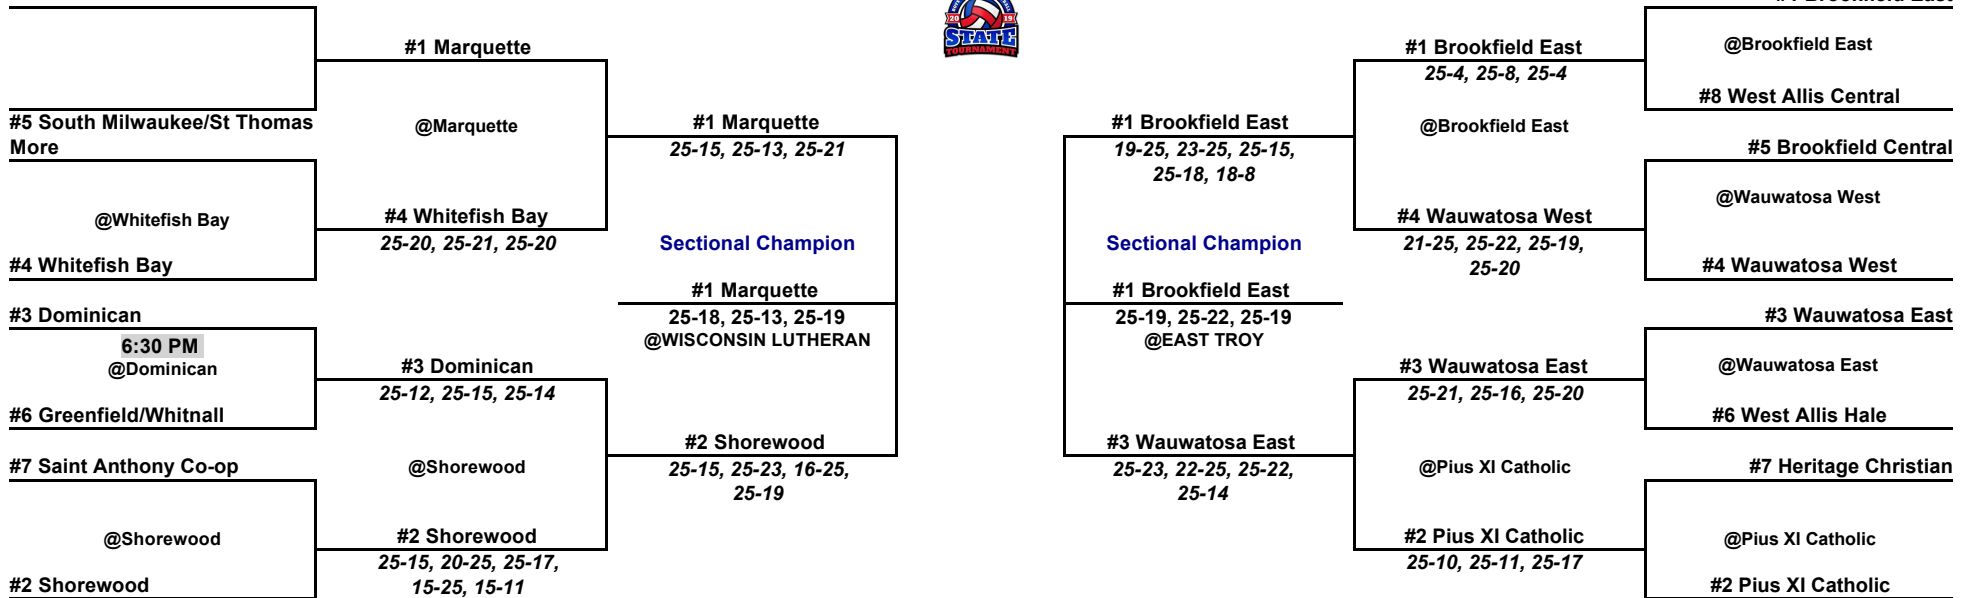 #1 Marquette
#5 South Milwaukee/St Thomas
More
@Whitefish Bay
#4 Whitefish Bay
@Marquette
#4 Whitefish Bay
25-20, 25-21, 25-20
#1 Marquette
25-15, 25-13, 25-21
Sectional Champion
#1 Marquette
25-18, 25-13, 25-19
@WISCONSIN LUTHERAN
#3 Dominican
6:30 PM
@Dominican
#6 Greenfield/Whitnall
#3 Dominican
25-12, 25-15, 25-14
#7 Saint Anthony Co-op
@Shorewood
#2 Shorewood
@Shorewood
#2 Shorewood
25-15, 20-25, 25-17,
15-25, 15-11
#2 Shorewood
25-15, 25-23, 16-25,
25-19
20 19
STATE
TOURNAMENT
#1 Brookfield East
19-25, 23-25, 25-15,
25-18, 18-8
Sectional Champion
#1 Brookfield East
25-19, 25-22, 25-19
@EAST TROY
#3 Wauwatosa East
25-23, 22-25, 25-22,
25-14
#1 Brookfield East
25-4, 25-8, 25-4
@Brookfield East
#4 Wauwatosa West
21-25, 25-22, 25-19,
25-20
#3 Wauwatosa East
25-21, 25-16, 25-20
@Pius XI Catholic
#2 Pius XI Catholic
25-10, 25-11, 25-17
#1 Brookfield East
@Brookfield East
#8 West Allis Central
#5 Brookfield Central
@Wauwatosa West
#4 Wauwatosa West
#3 Wauwatosa East
@Wauwatosa East
#6 West Allis Hale
#7 Heritage Christian
@Pius XI Catholic
#2 Pius XI Catholic